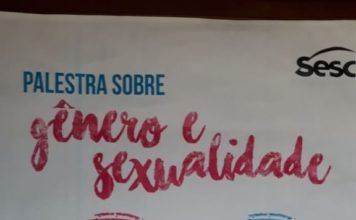 Sesc
PALESTRA SOBRE
gênero e
sexualidade